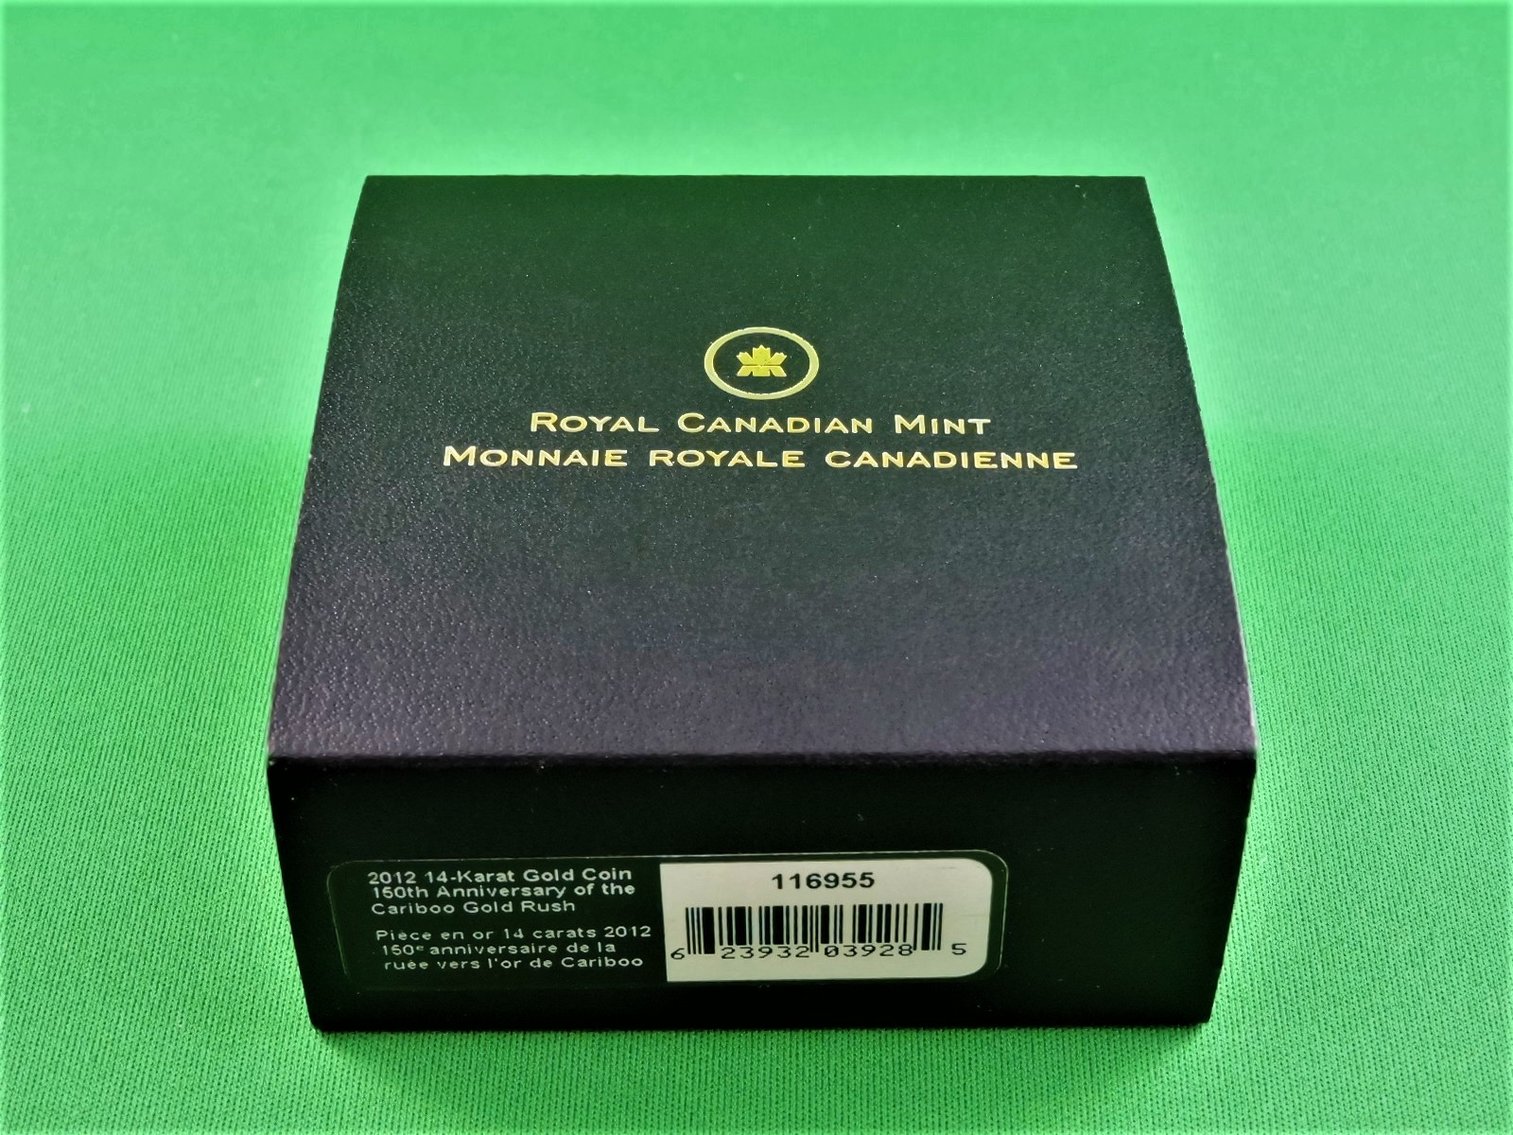 ROYAL CANADIAN MINT
MONNAIE ROYALE CANADIENNE
2012 14-Karat Gold Coin
150th Anniversary of the
Cariboo Gold Rush
Pièce en or 14 carats 2012
150e anniversaire de la
ruée vers l'or de Cariboo
116955
6 23932 03928 5